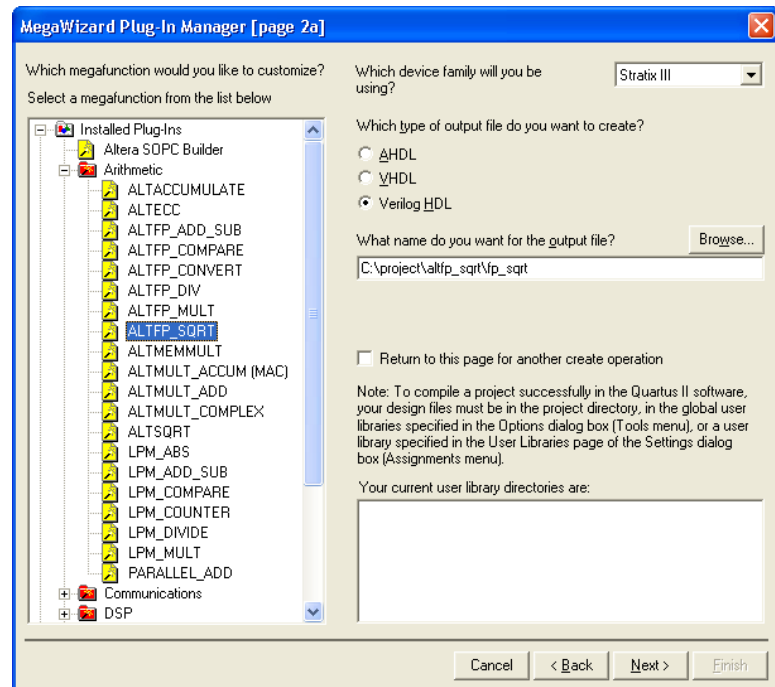 MegaWizard Plug-In Manager [page 2a]
Which megafunction would you like to customize?
Select a megafunction from the list below
Installed Plug-Ins
Altera SOPC Builder
Arithmetic
ALTACCUMULATE
ALTECC
ALTFP_ADD_SUB
ALTFP_COMPARE
ALTFP_CONVERT
ALTFP_DIV
ALTFP_MULT
ALTFP_SQRT
ALTMEMMULT
ALTMULT_ACCUM (MAC)
ALTMULT_ADD
ALTMULT_COMPLEX
ALTSQRT
LPM_ABS
LPM_ADD_SUB
LPM_COMPARE
LPM_COUNTER
LPM_DIVIDE
LPM_MULT
PARALLEL_ADD
Communications
DSP
Which device family will you be
using?
Stratix III
Which type of output file do you want to create?
AHDL
VHDL
Verilog HDL
What name do you want for the output file?
Browse...
C:\project\altfp_sqrt\fp_sqrt
Return to this page for another create operation
Note: To compile a project successfully in the Quartus II software,
your design files must be in the project directory, in the global user
libraries specified in the Options dialog box (Tools menu), or a user
library specified in the User Libraries page of the Settings dialog
box (Assignments menu).
Your current user library directories are:
Cancel
< Back
Next >
Finish